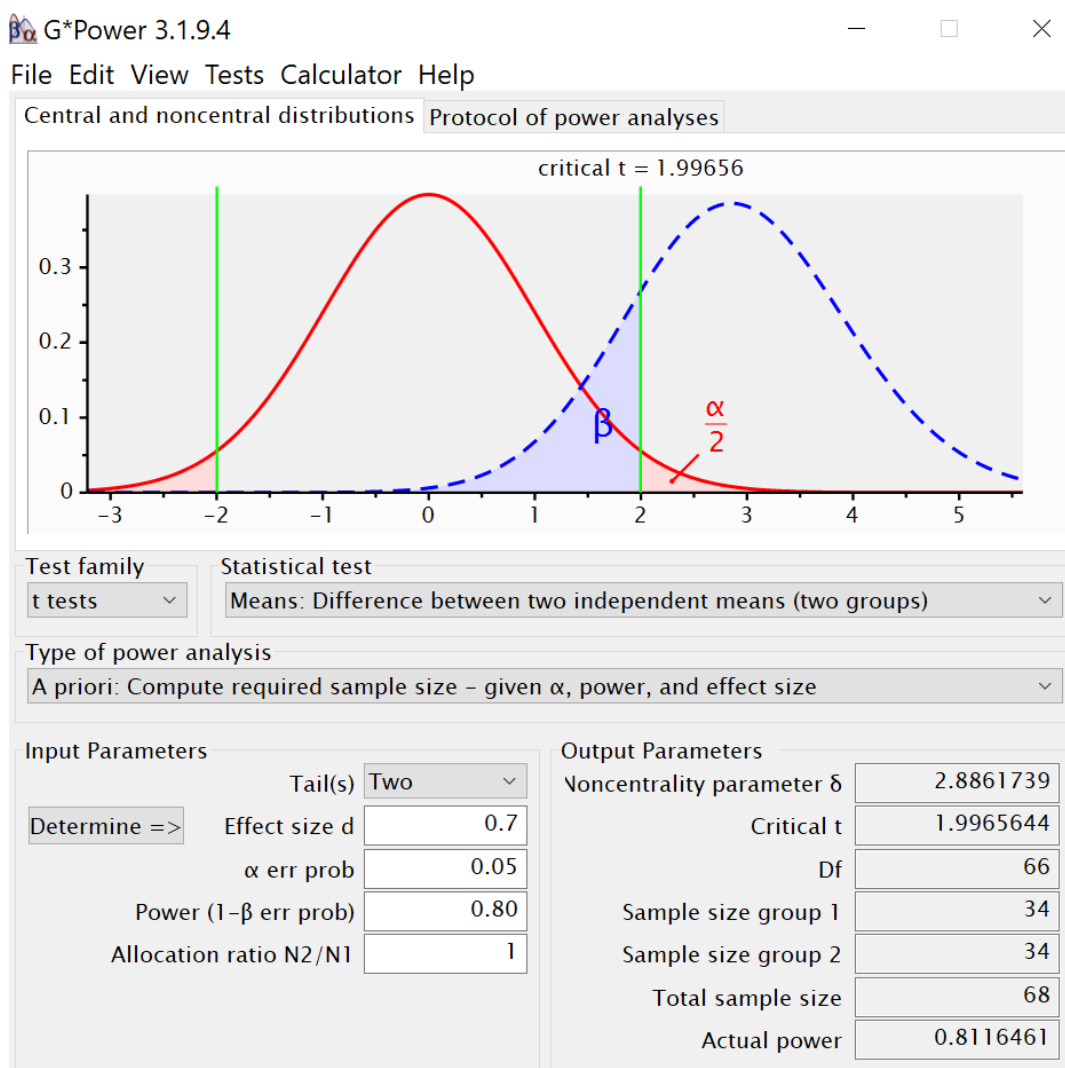 G*Power 3.1.9.4
File Edit View Tests Calculator Help
Central and noncentral distributions Protocol of power analyses
critical t = 1.99656
0.3
0.2
0.1
0
β
α
2
−3 −2 −1 0 1 2 3 4 5
Test family Statistical test
t tests Means: Difference between two independent means (two groups)
Type of power analysis
A priori: Compute required sample size – given α, power, and effect size
Input Parameters Output Parameters
Tail(s) Two Noncentrality parameter δ 2.8861739
Determine => Effect size d 0.7 Critical t 1.9965644
α err prob 0.05 Df 66
Power (1−β err prob) 0.80 Sample size group 1 34
Allocation ratio N2/N1 1 Sample size group 2 34
Total sample size 68
Actual power 0.8116461